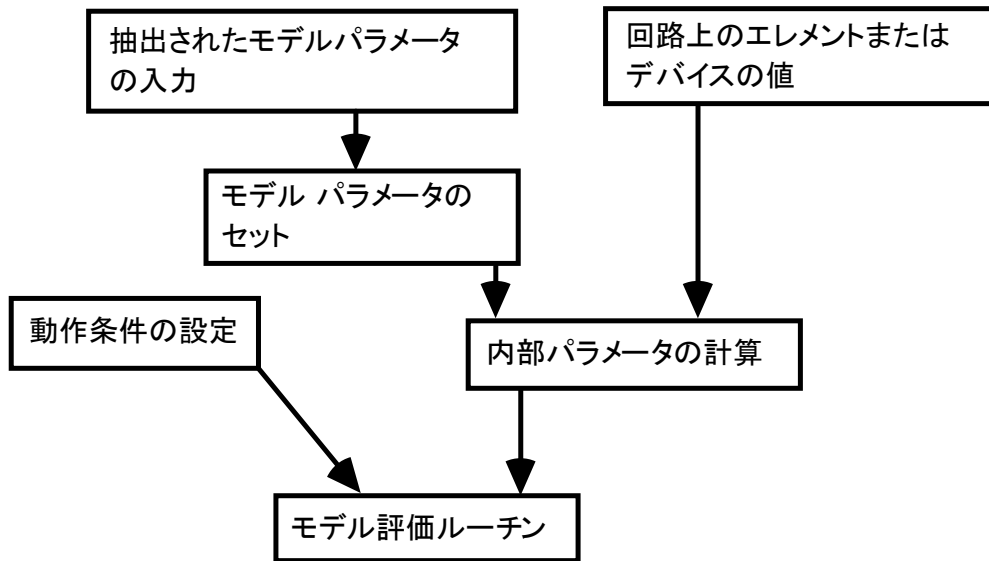 抽出されたモデルパラメータ
の入力
回路上のエレメントまたは
デバイスの値
モデル パラメータの
セット
動作条件の設定
内部パラメータの計算
モデル評価ルーチン